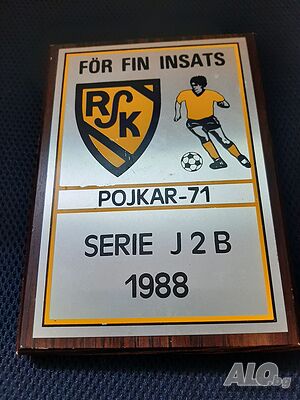 FÖR FIN INSATS
RSK
POJKAR-71
SERIE J 2 B
1988
ALO.bg